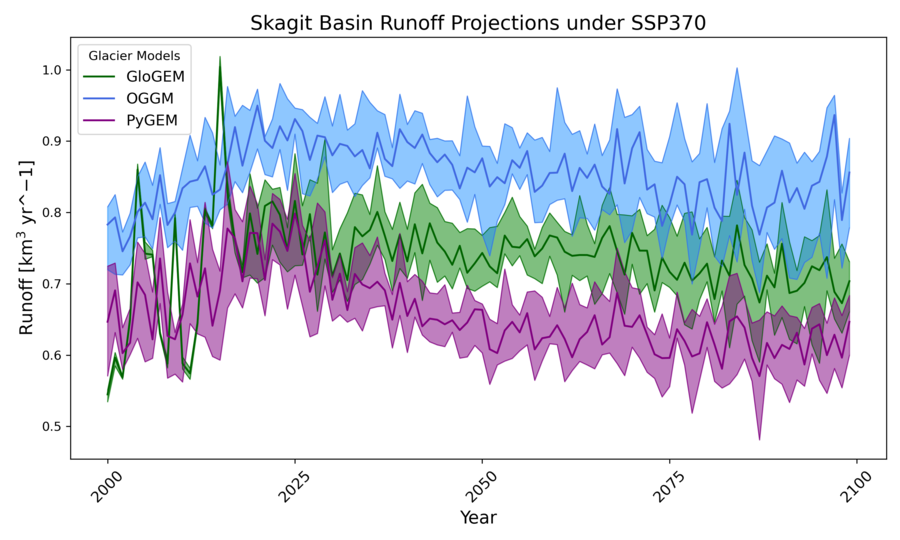 Skagit Basin Runoff Projections under SSP370
Glacier Models
GloGEM
OGGM
PyGEM
Runoff [km³ yr^−1]
1.0
0.9
0.8
0.7
0.6
0.5
2000
2025
2050
2075
2100
Year